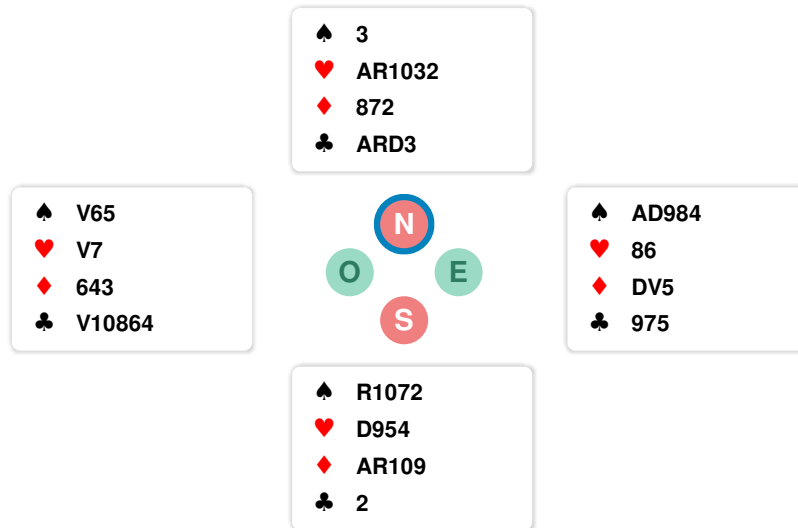 ♠ 3
♥ AR1032
♦ 872
♣ ARD3
♠ V65
♥ V7
♦ 643
♣ V10864
N
O E
S
♠ AD984
♥ 86
♦ DV5
♣ 975
♠ R1072
♥ D954
♦ AR109
♣ 2